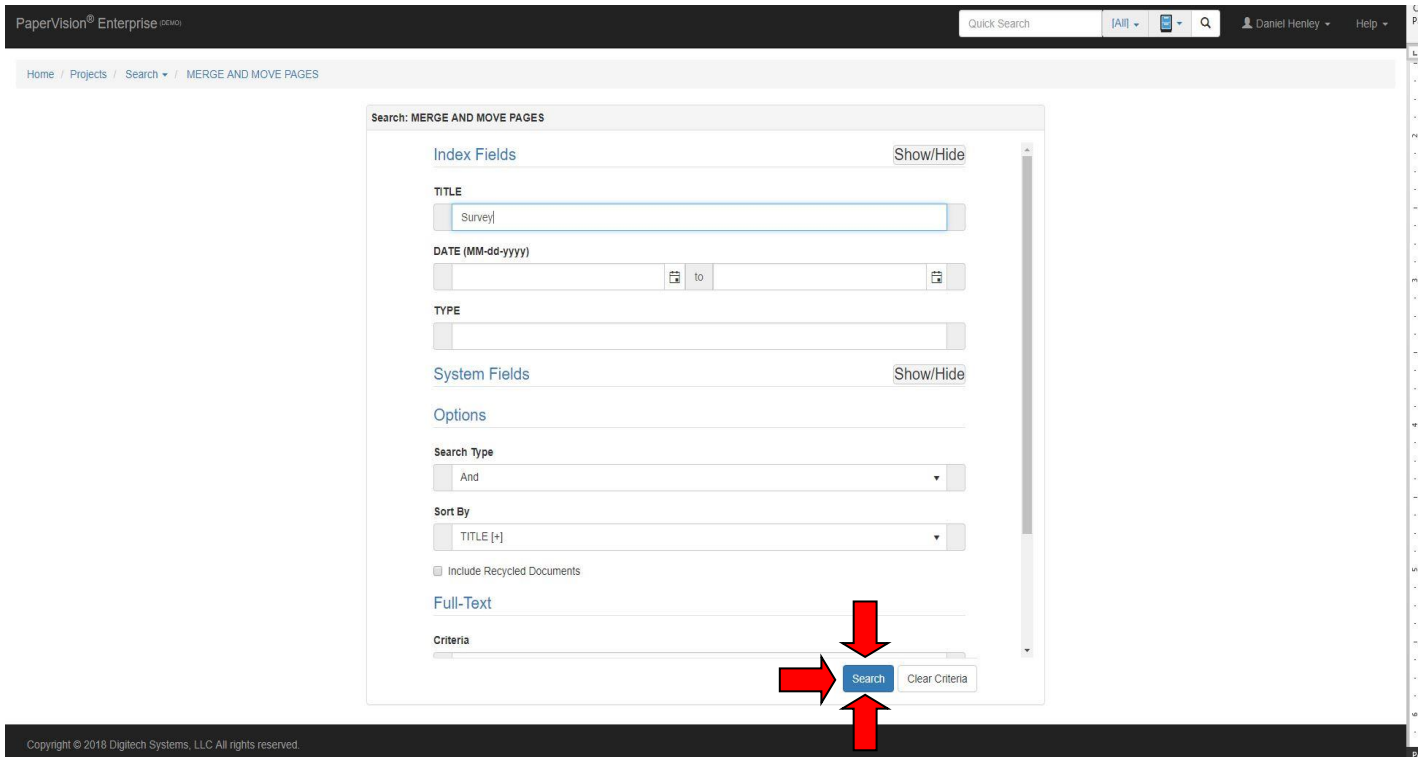 PaperVision® Enterprise (DEMO)
Quick Search [All] Daniel Henley Help
Home / Projects / Search / MERGE AND MOVE PAGES
Search: MERGE AND MOVE PAGES
Index Fields Show/Hide
TITLE
Survey
DATE (MM-dd-yyyy)
to
TYPE
System Fields Show/Hide
Options
Search Type
And
Sort By
TITLE [+]
Include Recycled Documents
Full-Text
Criteria
Search Clear Criteria
Copyright © 2018 Digitech Systems, LLC All rights reserved.